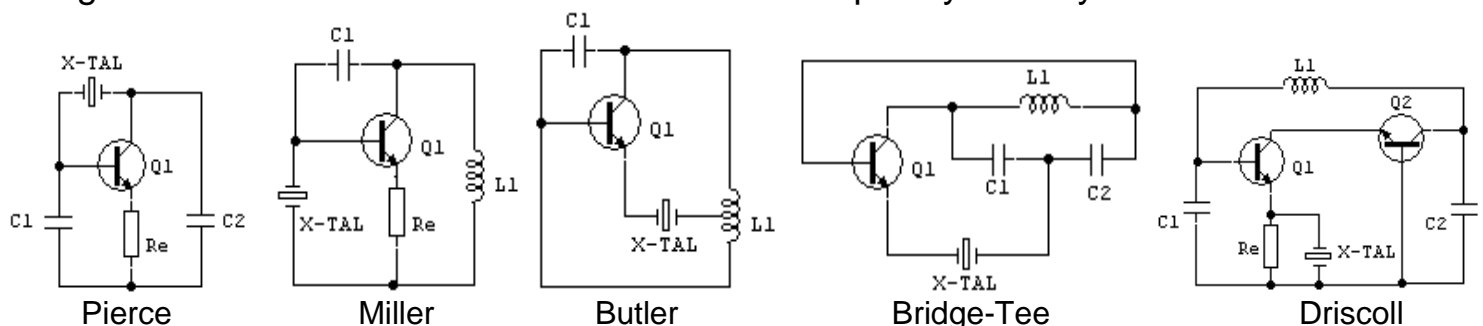 X-TAL
Q1
C1
C2
Re
Pierce
C1
Q1
L1
X-TAL
Re
Miller
C1
Q1
X-TAL
L1
Butler
L1
Q1
C1
C2
X-TAL
Bridge-Tee
L1
Q2
Q1
C1
C2
Re
X-TAL
Driscoll